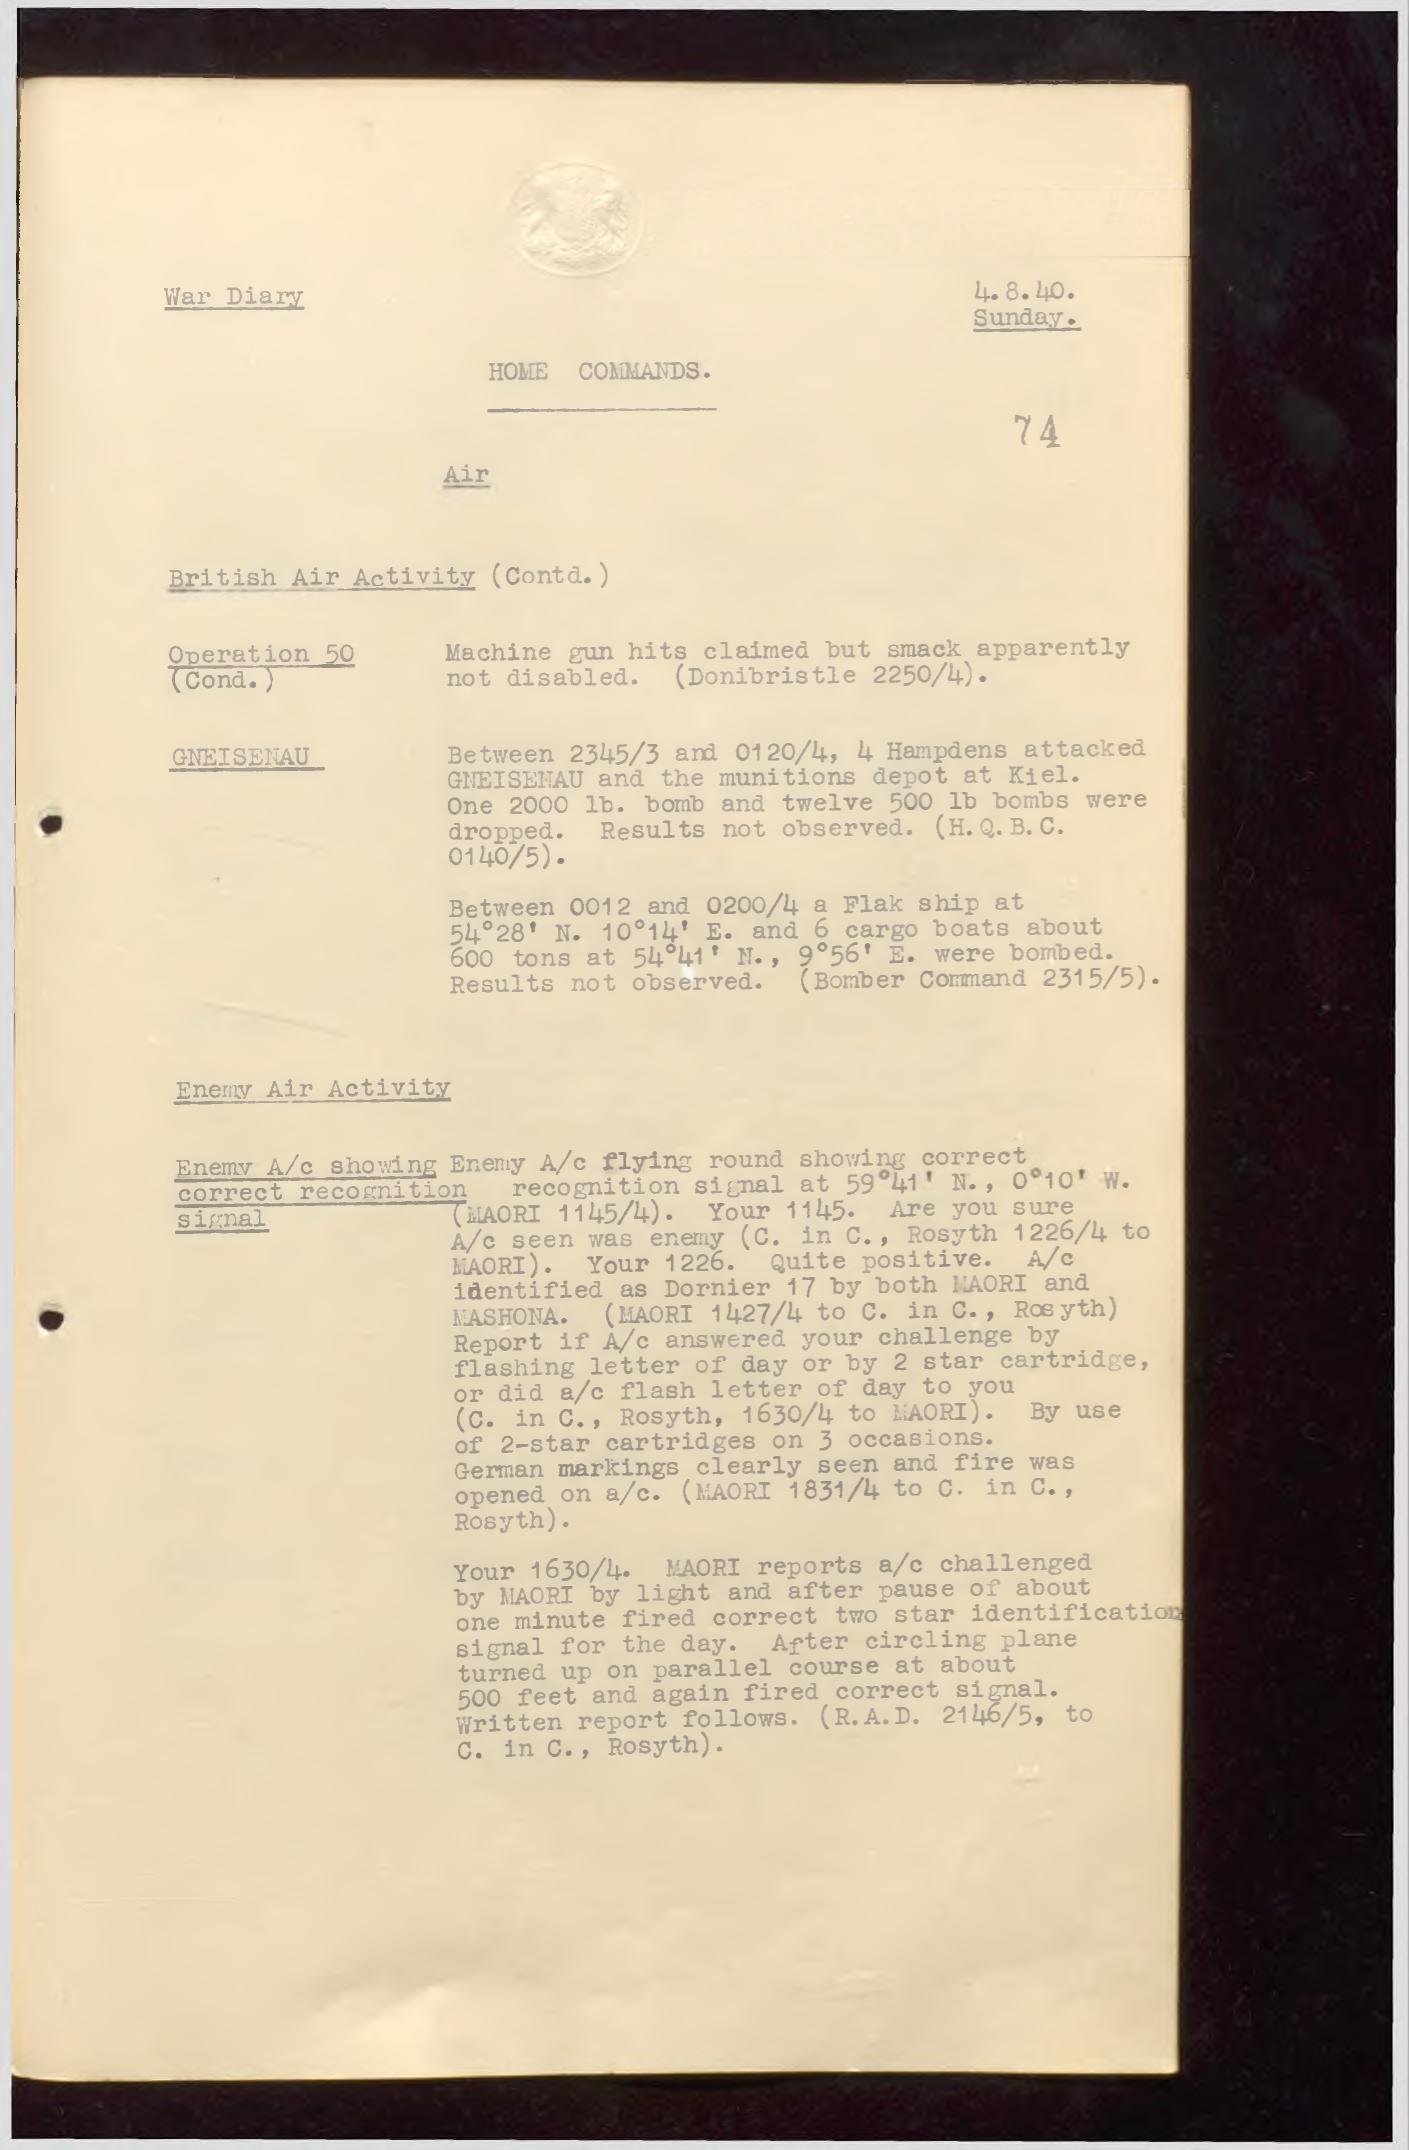 War Diary
4.8.40.
Sunday.
HOME COMMANDS.
74
Air
British Air Activity (Contd.)
Operation 50
(Cond.)
Machine gun hits claimed but smack apparently
not disabled. (Donibristle 2250/4).
GNEISENAU
Between 2345/3 and 0120/4, 4 Hampdens attacked
GNEISENAU and the munitions depot at Kiel.
One 2000 lb. bomb and twelve 500 lb bombs were
dropped. Results not observed. (H.Q.B.C.
0140/5).
Between 0012 and 0200/4 a Flak ship at
54°28' N. 10°14' E. and 6 cargo boats about
600 tons at 54°41' N., 9°56' E. were bombed.
Results not observed. (Bomber Command 2315/5).
Enemy Air Activity
Enemy A/c showing
correct recognition
signal
Enemy A/c flying round showing correct
recognition signal at 59°41' N., 0°10' W.
(MAORI 1145/4). Your 1145. Are you sure
A/c seen was enemy (C. in C., Rosyth 1226/4 to
MAORI). Your 1226. Quite positive. A/c
identified as Dornier 17 by both MAORI and
MASHONA. (MAORI 1427/4 to C. in C., Rosyth)
Report if A/c answered your challenge by
flashing letter of day or by 2 star cartridge,
or did a/c flash letter of day to you
(C. in C., Rosyth, 1630/4 to MAORI). By use
of 2-star cartridges on 3 occasions.
German markings clearly seen and fire was
opened on a/c. (MAORI 1831/4 to C. in C.,
Rosyth).
Your 1630/4. MAORI reports a/c challenged
by MAORI by light and after pause of about
one minute fired correct two star identification
signal for the day. After circling plane
turned up on parallel course at about
500 feet and again fired correct signal.
Written report follows. (R.A.D. 2146/5, to
C. in C., Rosyth).